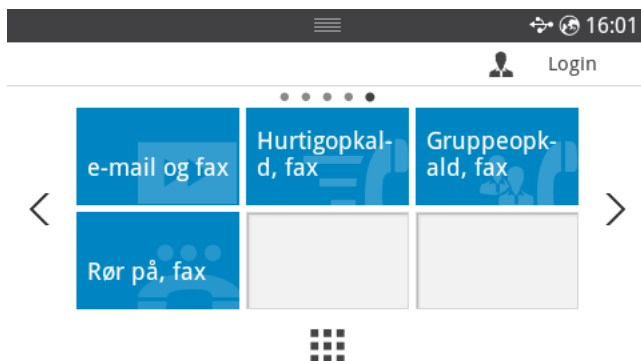 16:01
Login
e-mail og fax
Hurtigopkal-
d, fax
Gruppeopk-
ald, fax
Rør på, fax